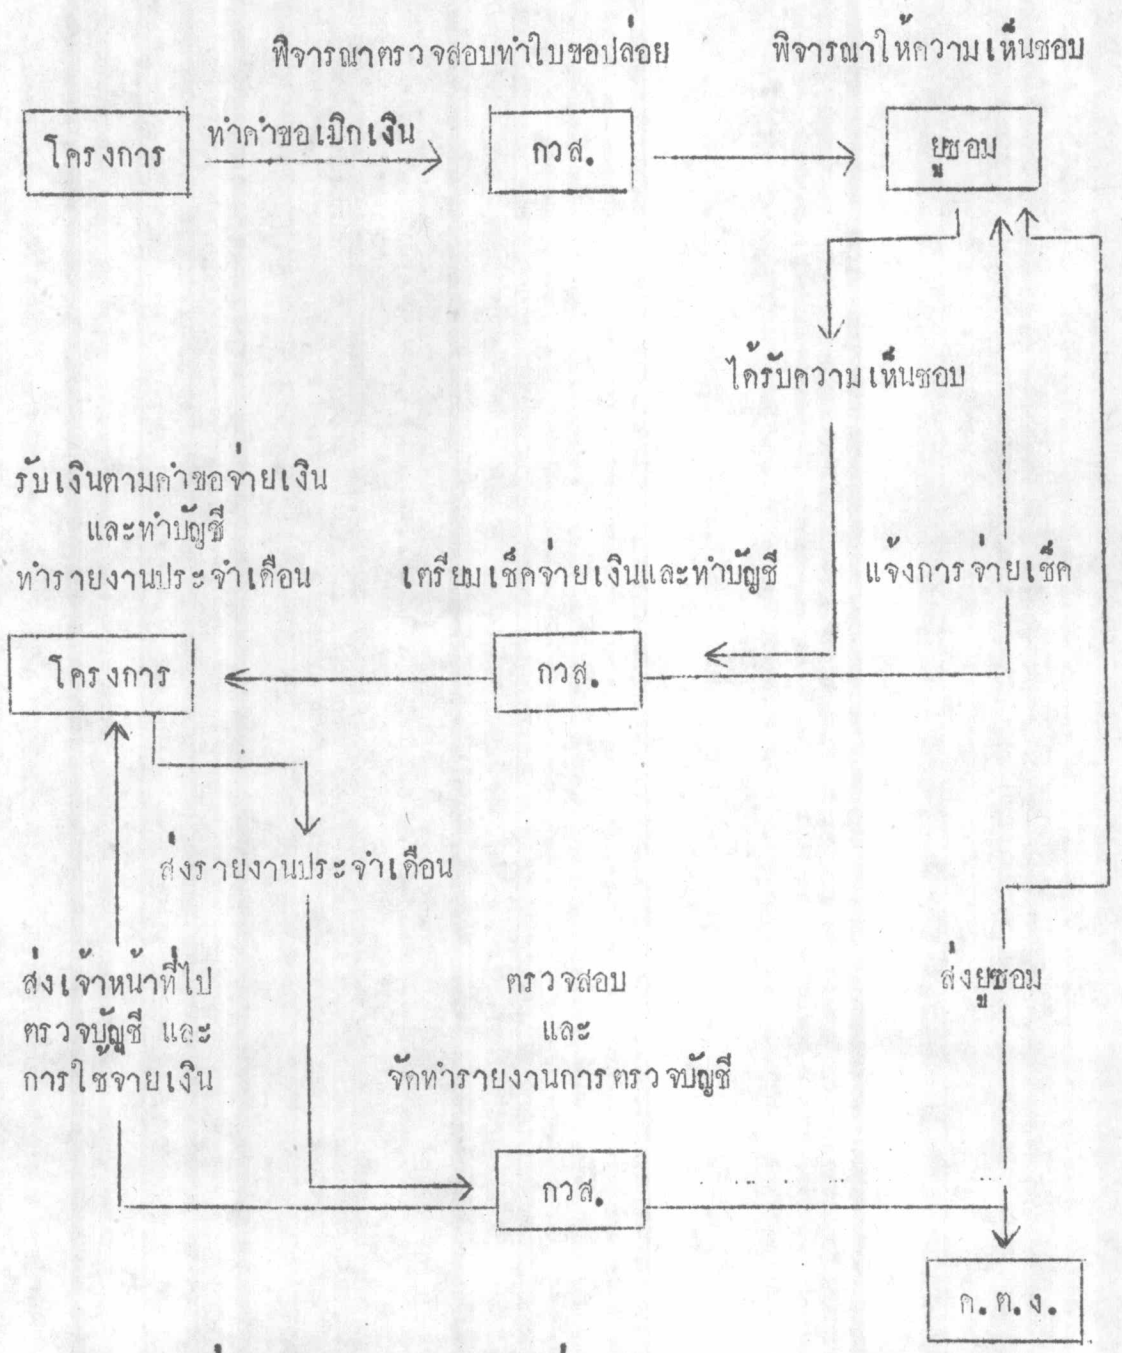 พิจารณาตรวจสอบทำใบขอปล่อย
พิจารณาให้ความเห็นชอบ
โครงการ
ทำคำขอเบิกเงิน
กวส.
ยูซอม
ได้รับความเห็นชอบ
รับเงินตามคำขอจ่ายเงิน
และทำบัญชี
ทำรายงานประจำเดือน
เตรียมเช็คจ่ายเงินและทำบัญชี
แจ้งการจ่ายเช็ค
โครงการ
กวส.
ส่งรายงานประจำเดือน
ส่งเจ้าหน้าที่ไป
ตรวจบัญชี และ
การใช้จ่ายเงิน
ตรวจสอบ
และ
จัดทำรายงานการตรวจบัญชี
ส่งยูซอม
กวส.
ค.ต.ง.